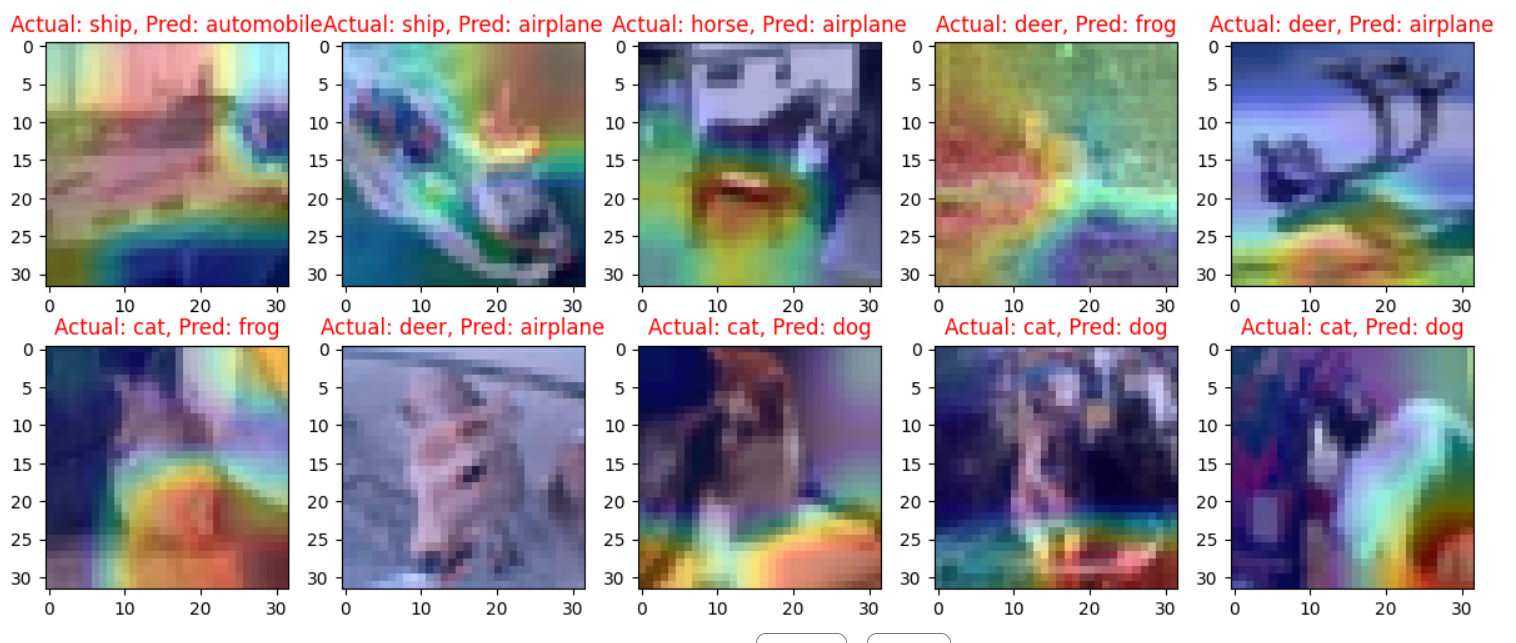 Actual: ship, Pred: automobile Actual: ship, Pred: airplane Actual: horse, Pred: airplane Actual: deer, Pred: frog Actual: deer, Pred: airplane
0 0 0 0 0
5 5 5 5 5
10 10 10 10 10
15 15 15 15 15
20 20 20 20 20
25 25 25 25 25
30 30 30 30 30
0 10 20 30 0 10 20 30 0 10 20 30 0 10 20 30 0 10 20 30
Actual: cat, Pred: frog Actual: deer, Pred: airplane Actual: cat, Pred: dog Actual: cat, Pred: dog Actual: cat, Pred: dog
0 0 0 0 0
5 5 5 5 5
10 10 10 10 10
15 15 15 15 15
20 20 20 20 20
25 25 25 25 25
30 30 30 30 30
0 10 20 30 0 10 20 30 0 10 20 30 0 10 20 30 0 10 20 30